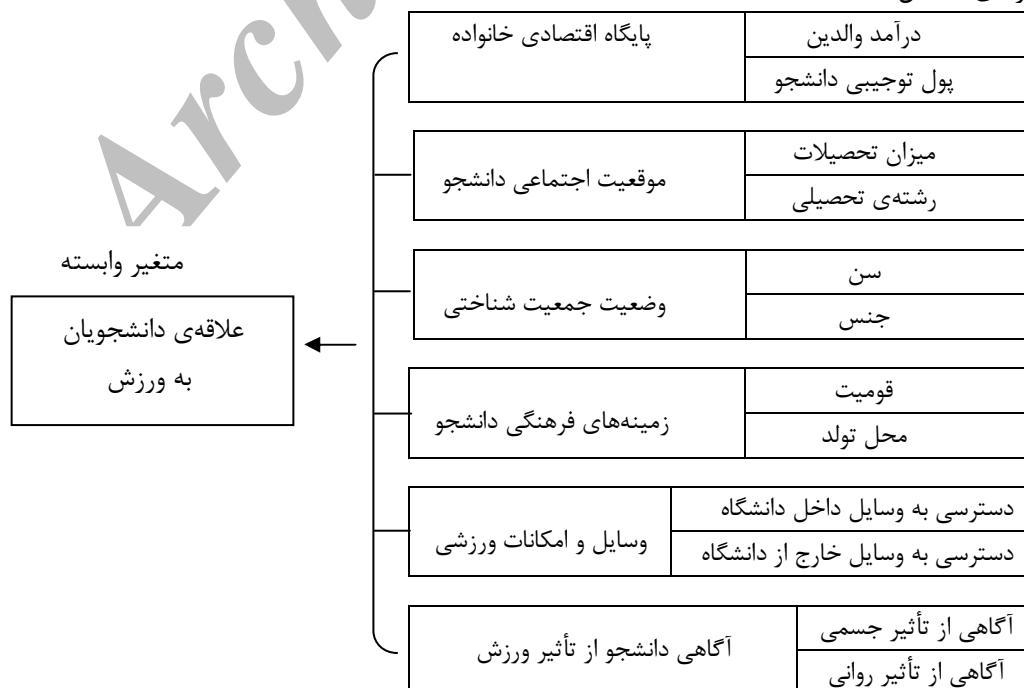 درآمد والدین
پایگاه اقتصادی خانواده
پول توجیبی دانشجو
میزان تحصیلات
موقعیت اجتماعی دانشجو
رشته‌ی تحصیلی
سن
وضعیت جمعیت شناختی
جنس
متغیر وابسته
علاقه‌ی دانشجویان
به ورزش
قومیت
زمینه‌های فرهنگی دانشجو
محل تولد
دسترسی به وسایل داخل دانشگاه
وسایل و امکانات ورزشی
دسترسی به وسایل خارج از دانشگاه
آگاهی از تأثیر جسمی
آگاهی دانشجو از تأثیر ورزش
آگاهی از تأثیر روانی